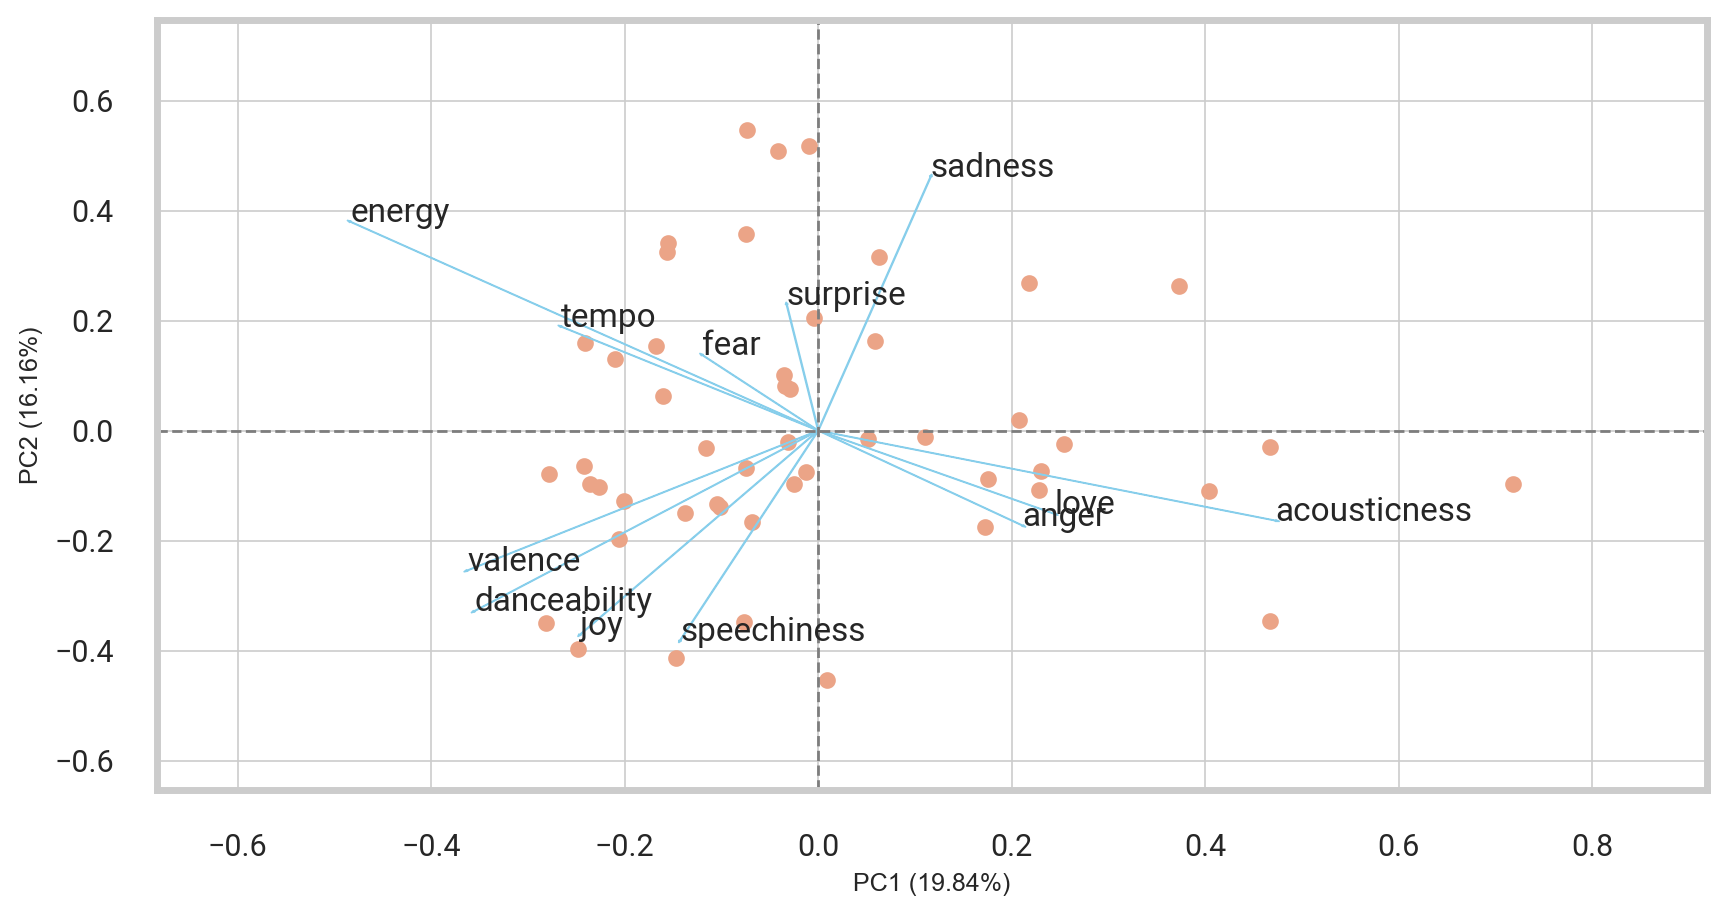 0.6
sadness
0.4
energy
surprise
0.2
tempo
fear
0.0
PC2 (16.16%)
love
anger
acousticness
−0.2
valence
danceability
joy
speechiness
−0.4
−0.6
−0.6 −0.4 −0.2 0.0 0.2 0.4 0.6 0.8
PC1 (19.84%)